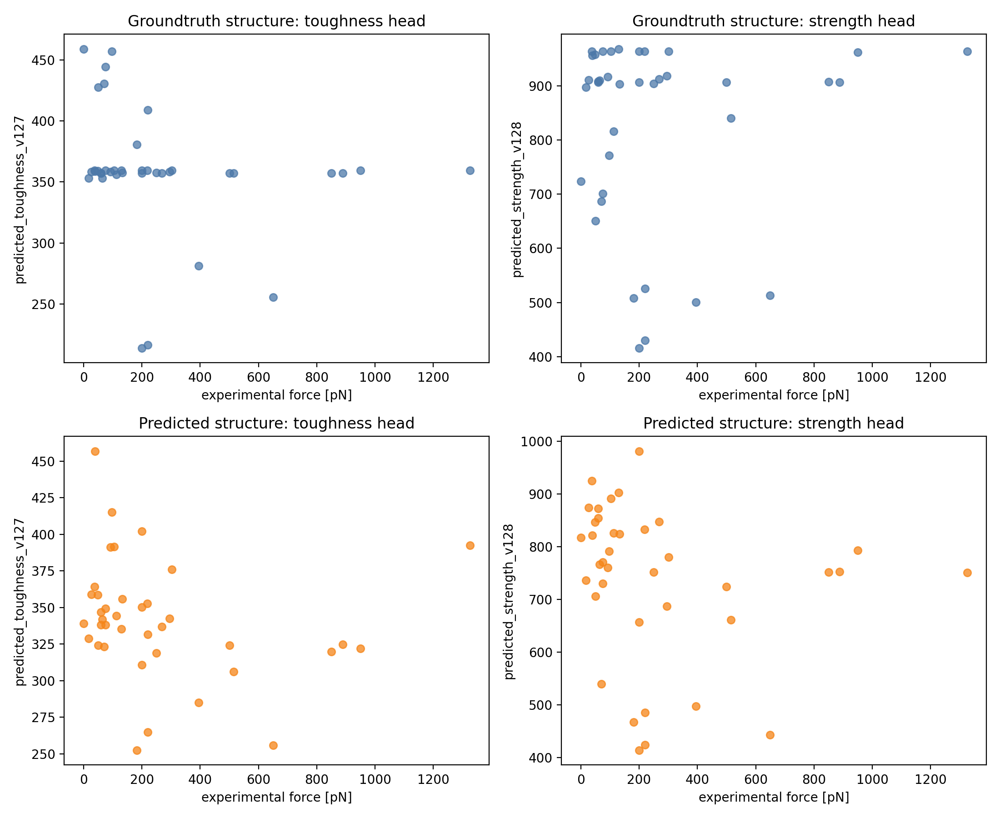 Groundtruth structure: toughness head
predicted_toughness_v127
450
400
350
300
250
0 200 400 600 800 1000 1200
experimental force [pN]
Groundtruth structure: strength head
predicted_strength_v128
900
800
700
600
500
400
0 200 400 600 800 1000 1200
experimental force [pN]
Predicted structure: toughness head
predicted_toughness_v127
450
425
400
375
350
325
300
275
250
0 200 400 600 800 1000 1200
experimental force [pN]
Predicted structure: strength head
predicted_strength_v128
1000
900
800
700
600
500
400
0 200 400 600 800 1000 1200
experimental force [pN]